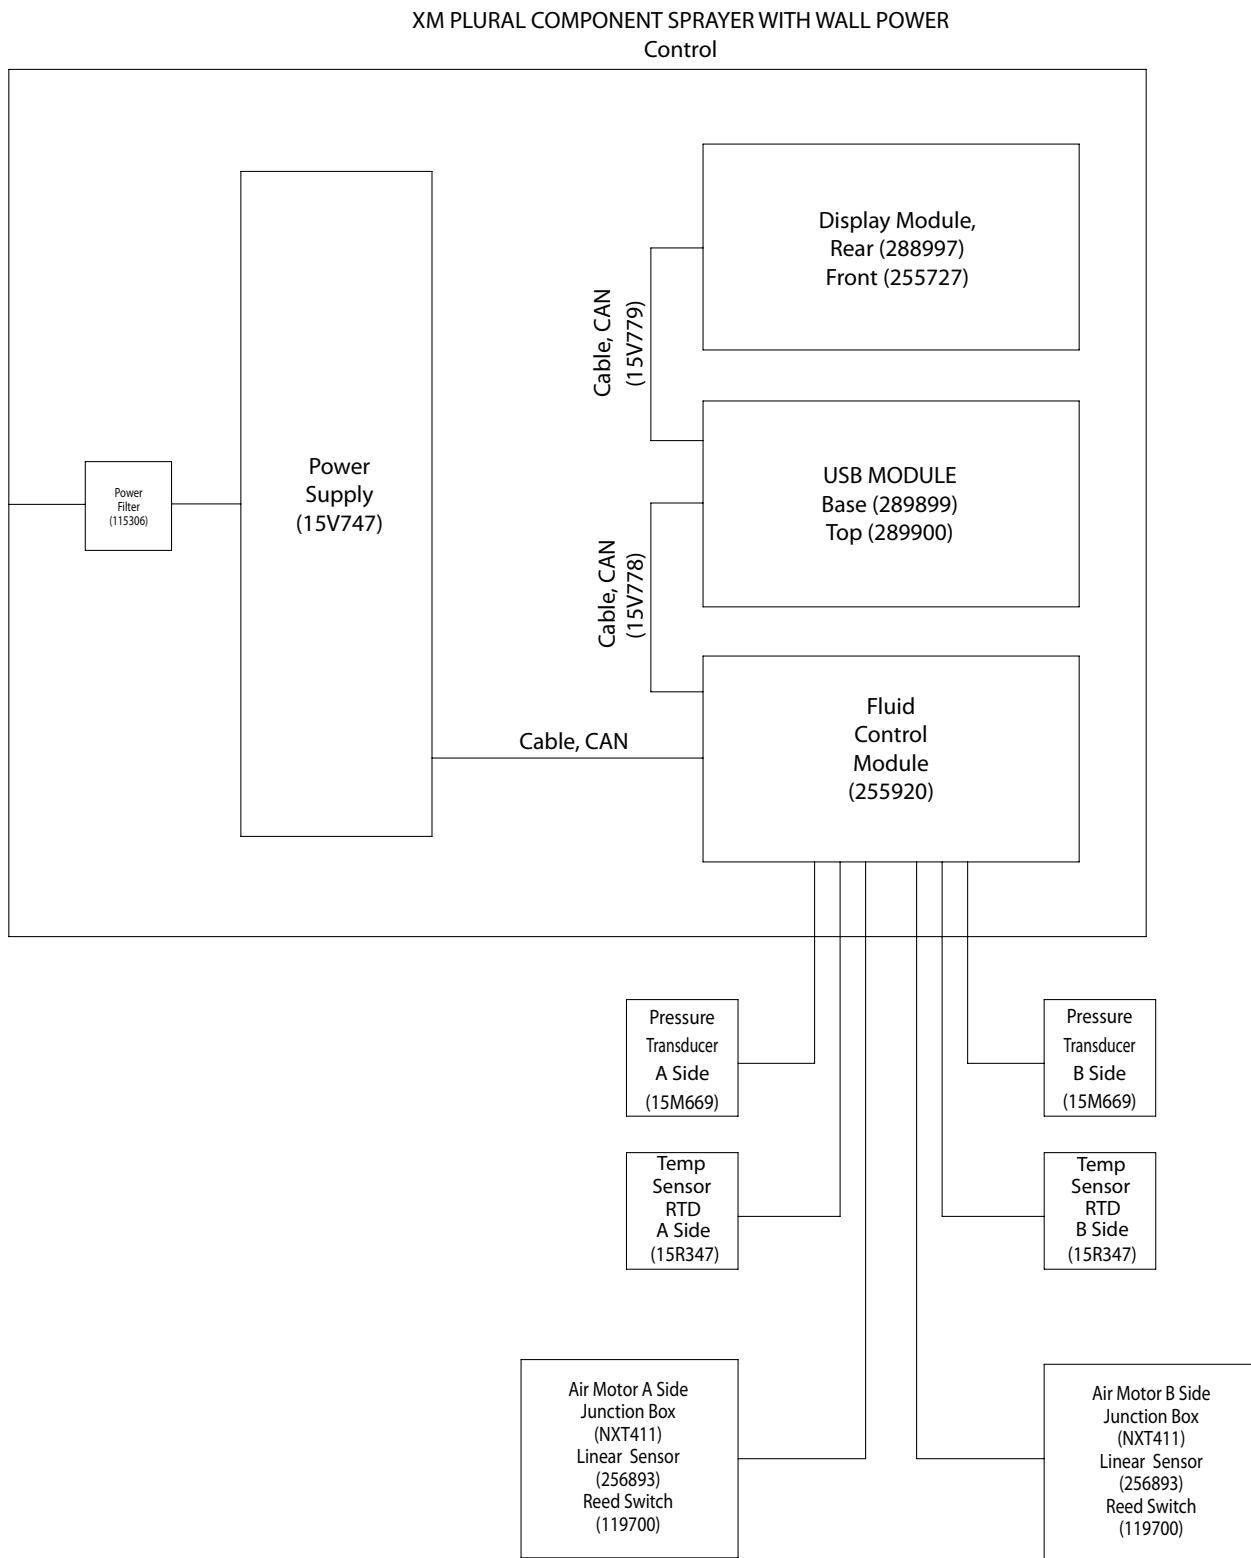 XM PLURAL COMPONENT SPRAYER WITH WALL POWER
Control
Display Module,
Rear (288997)
Front (255727)
Cable, CAN
(15V779)
Power
Filter
(115306)
Power
Supply
(15V747)
USB MODULE
Base (289899)
Top (289900)
Cable, CAN
(15V778)
Cable, CAN
Fluid
Control
Module
(255920)
Pressure
Transducer
A Side
(15M669)
Pressure
Transducer
B Side
(15M669)
Temp
Sensor
RTD
A Side
(15R347)
Temp
Sensor
RTD
B Side
(15R347)
Air Motor A Side
Junction Box
(NXT411)
Linear Sensor
(256893)
Reed Switch
(119700)
Air Motor B Side
Junction Box
(NXT411)
Linear Sensor
(256893)
Reed Switch
(119700)